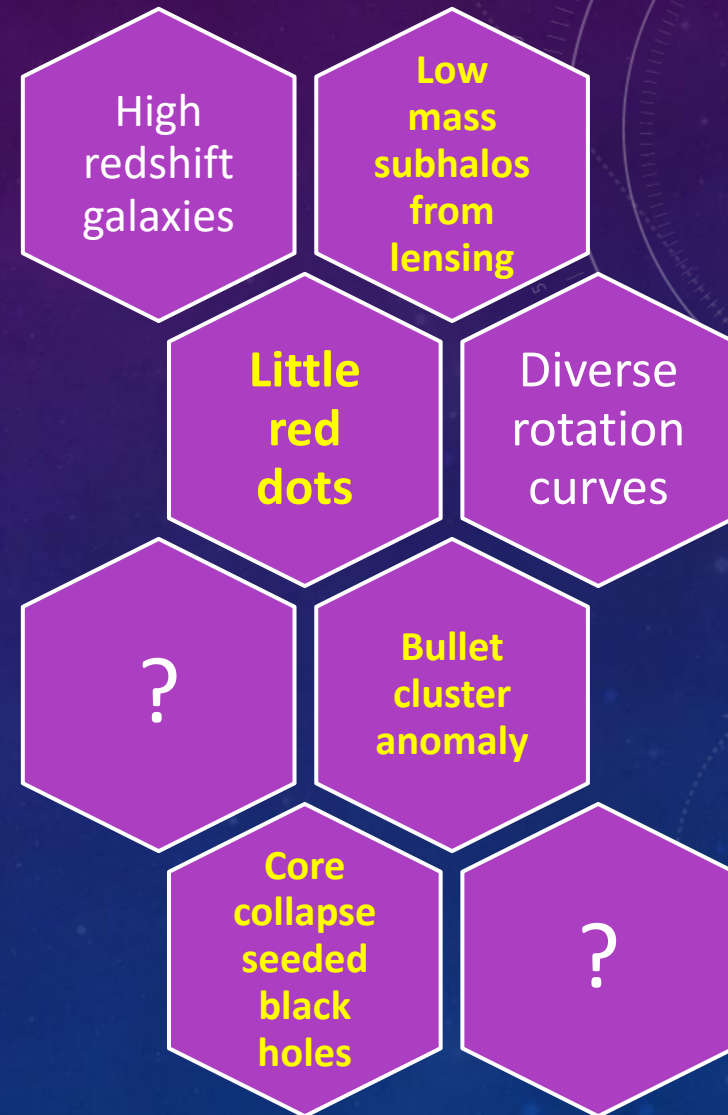 High
redshift
galaxies
Low
mass
subhalos
from
lensing
Little
red
dots
Diverse
rotation
curves
?
Bullet
cluster
anomaly
Core
collapse
seeded
black
holes
?